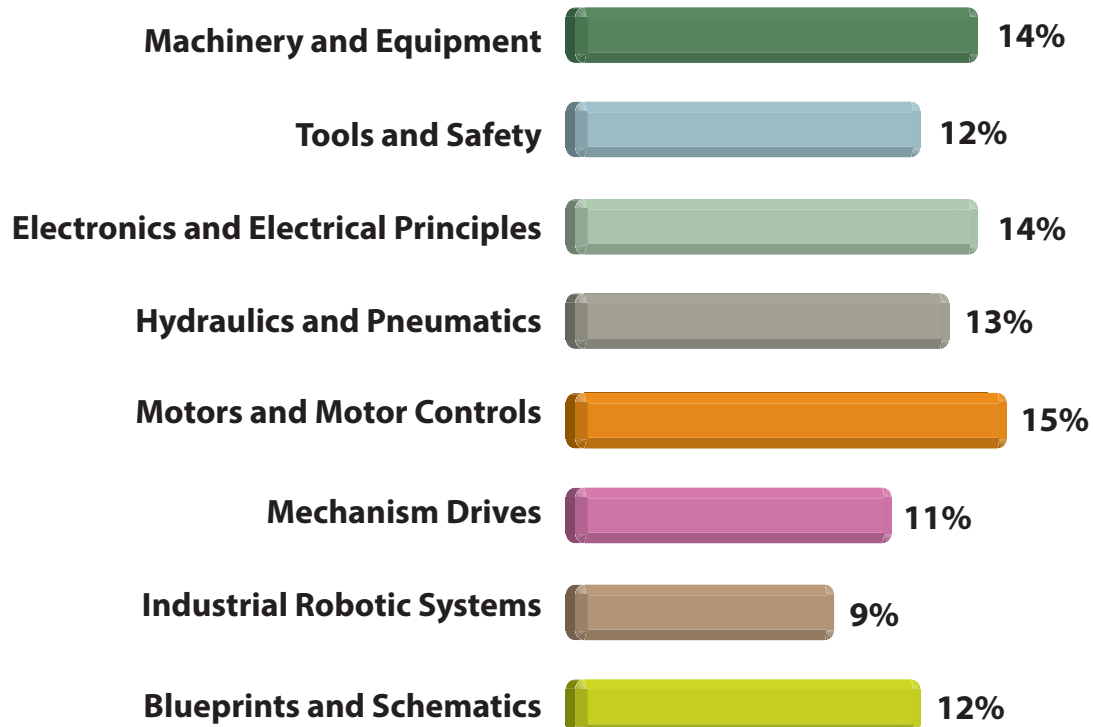 Machinery and Equipment 14%
Tools and Safety 12%
Electronics and Electrical Principles 14%
Hydraulics and Pneumatics 13%
Motors and Motor Controls 15%
Mechanism Drives 11%
Industrial Robotic Systems 9%
Blueprints and Schematics 12%